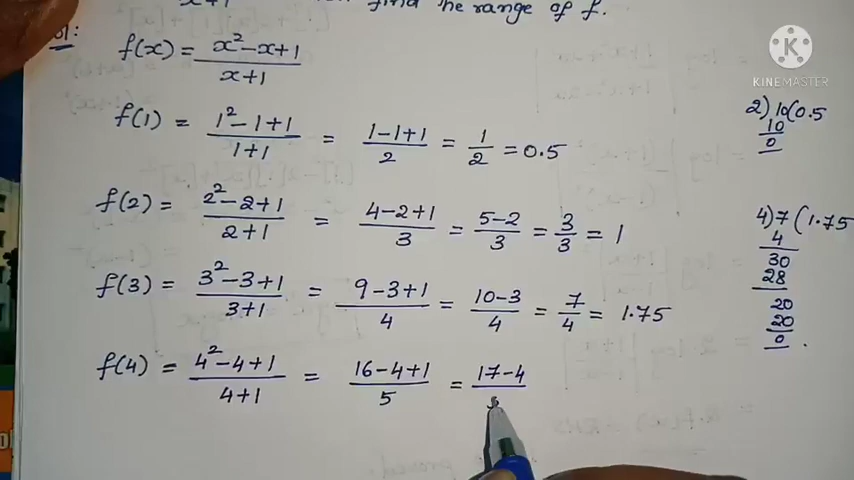 x+1 find the range of f.
f(x) = x²-x+1 / x+1
f(1) = 1²-1+1 / 1+1 = 1-1+1 / 2 = 1/2 = 0.5
f(2) = 2²-2+1 / 2+1 = 4-2+1 / 3 = 5-2 / 3 = 3/3 = 1
f(3) = 3²-3+1 / 3+1 = 9-3+1 / 4 = 10-3 / 4 = 7/4 = 1.75
f(4) = 4²-4+1 / 4+1 = 16-4+1 / 5 = 17-4 / 5
KINEMASTER
2) 10 (0.5
10
0
4) 7 (1.75
4
30
28
20
20
0 .